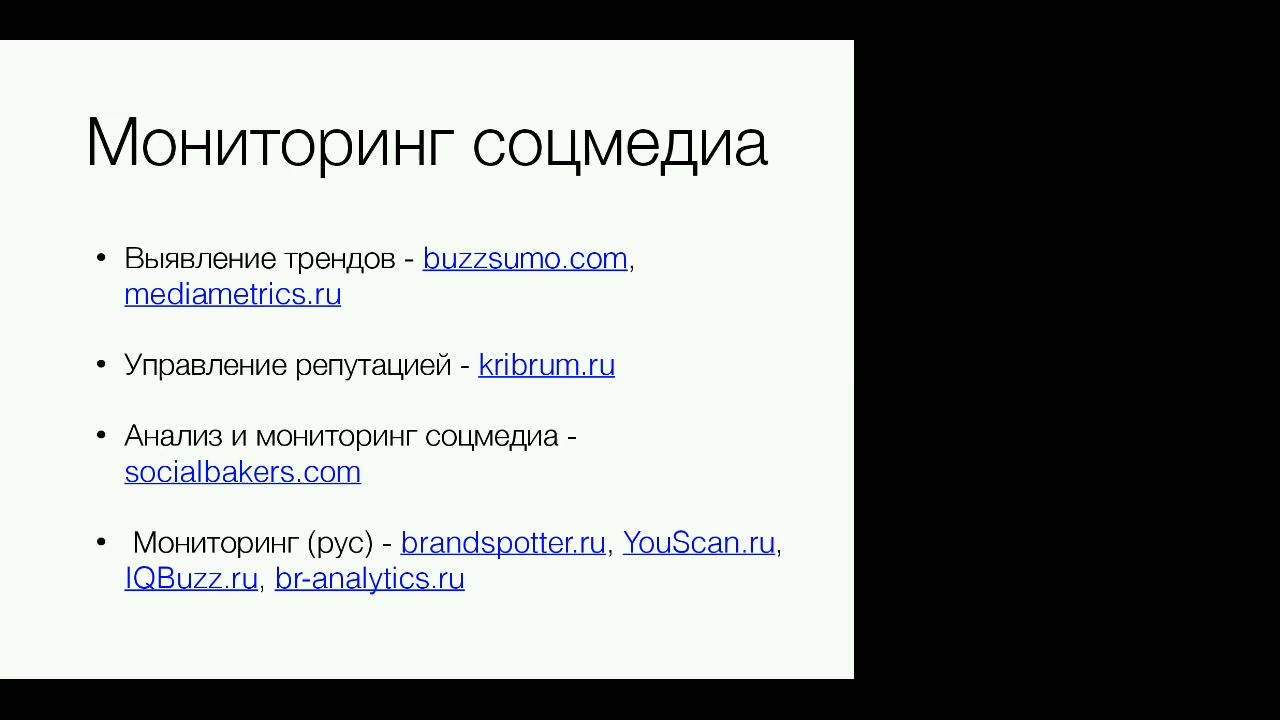 Мониторинг соцмедиа
• Выявление трендов - buzzsumo.com,
mediametrics.ru
• Управление репутацией - kribrum.ru
• Анализ и мониторинг соцмедиа -
socialbakers.com
• Мониторинг (рус) - brandspotter.ru, YouScan.ru,
IQBuzz.ru, br-analytics.ru